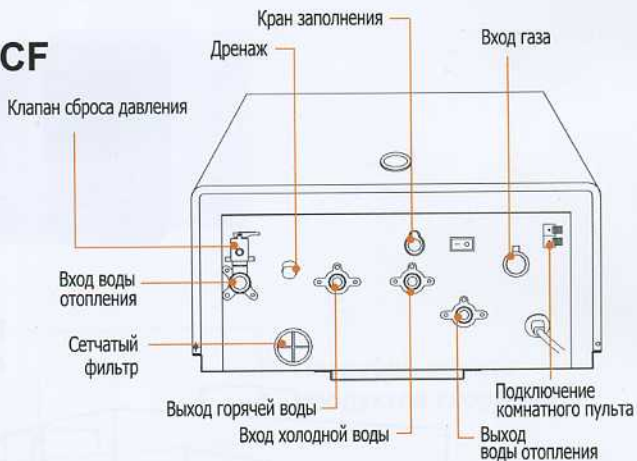 Кран заполнения
CF
Дренаж
Вход газа
Клапан сброса давления
Вход воды
отопления
Сетчатый
фильтр
Выход горячей воды
Вход холодной воды
Выход
воды отопления
Подключение
комнатного пульта